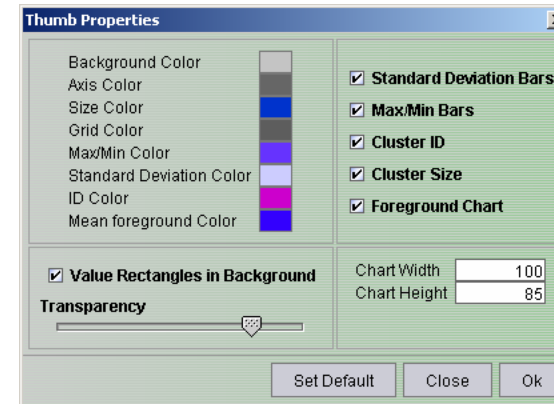 Thumb Properties
Background Color
Axis Color
Size Color
Grid Color
Max/Min Color
Standard Deviation Color
ID Color
Mean foreground Color
Standard Deviation Bars
Max/Min Bars
Cluster ID
Cluster Size
Foreground Chart
Value Rectangles in Background
Transparency
Chart Width 100
Chart Height 85
Set Default Close Ok